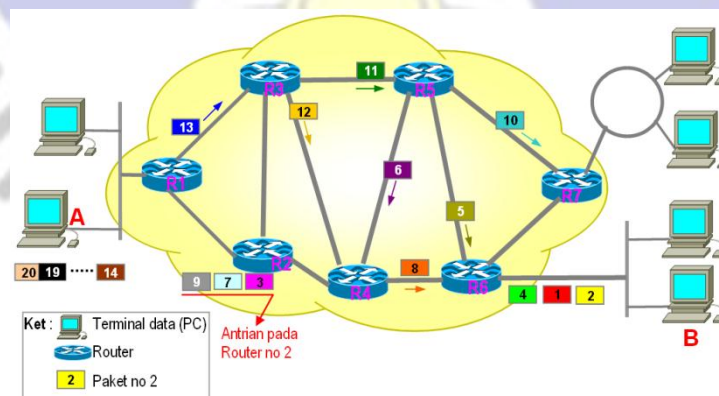 11
R3
R5
12
13
10
6
R1
R7
A
5
20 19 ..... 14
R2
9 7 3
8
R4
R6
4 1 2
B
Antrian pada
Router no 2
Ket :
Terminal data (PC)
Router
2 Paket no 2